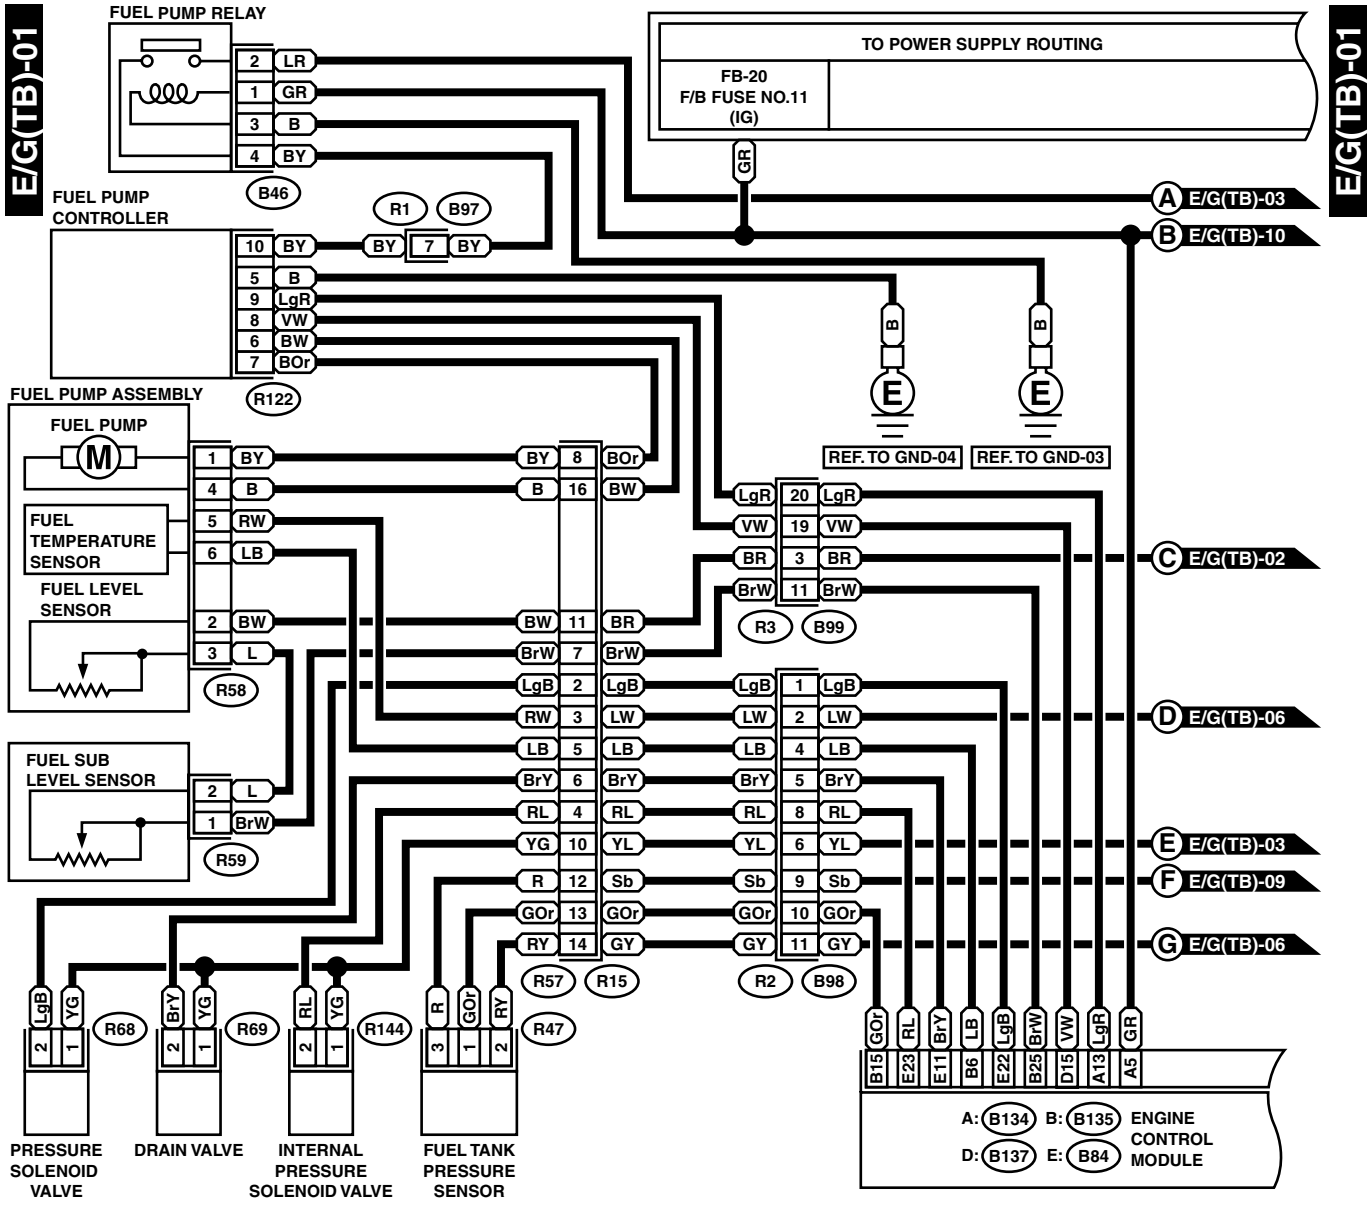 E/G(TB)-01
E/G(TB)-01
FUEL PUMP RELAY
2 LR
1 GR
3 B
4 BY
B46
TO POWER SUPPLY ROUTING
FB-20
F/B FUSE NO.11
(IG)
GR
A E/G(TB)-03
B E/G(TB)-10
FUEL PUMP
CONTROLLER
R1 B97
10 BY BY 7 BY
5 B
9 LgR
8 VW
6 BW
7 BOr
R122
B B
E E
REF. TO GND-04 REF. TO GND-03
FUEL PUMP ASSEMBLY
FUEL PUMP
M
1 BY BY 8 BOr
4 B B 16 BW
FUEL
TEMPERATURE
SENSOR
5 RW
6 LB
FUEL LEVEL
SENSOR
2 BW BW 11 BR
3 L BrW 7 BrW
R58
LgR 20 LgR
VW 19 VW
BR 3 BR
BrW 11 BrW
R3 B99
C E/G(TB)-02
LgB 2 LgB LgB 1 LgB
RW 3 LW LW 2 LW
D E/G(TB)-06
LB 5 LB LB 4 LB
BrY 6 BrY BrY 5 BrY
RL 4 RL RL 8 RL
YG 10 YL YL 6 YL
E E/G(TB)-03
R 12 Sb Sb 9 Sb
F E/G(TB)-09
GOr 13 GOr GOr 10 GOr
RY 14 GY GY 11 GY
G E/G(TB)-06
R57 R15 R2 B98
FUEL SUB
LEVEL SENSOR
2 L
1 BrW
R59
LgB YG R68
2 1
PRESSURE
SOLENOID
VALVE
BrY YG R69
2 1
DRAIN VALVE
RL YG R144
2 1
INTERNAL
PRESSURE
SOLENOID VALVE
R GOr RY R47
3 1 2
FUEL TANK
PRESSURE
SENSOR
GOr RL BrY LB LgB BrW VW LgR GR
B15 E23 E11 B6 E22 B25 D15 A13 A5
A: B134 B: B135
D: B137 E: B84
ENGINE
CONTROL
MODULE